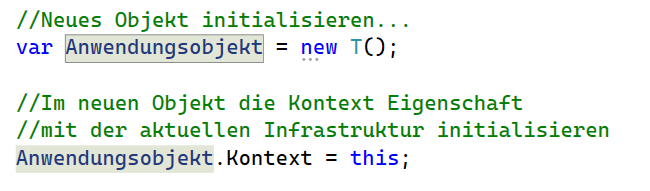 //Neues Objekt initialisieren...
var Anwendungsobjekt = new T();
//Im neuen Objekt die Kontext Eigenschaft
//mit der aktuellen Infrastruktur initialisieren
Anwendungsobjekt.Kontext = this;